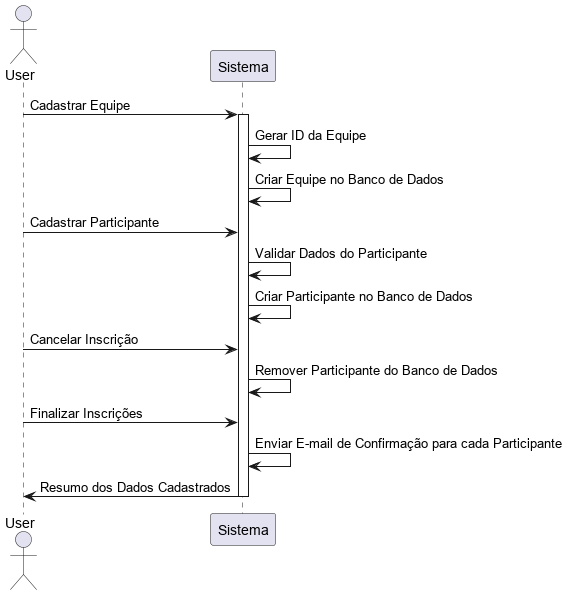 User
Sistema
Cadastrar Equipe
Gerar ID da Equipe
Criar Equipe no Banco de Dados
Cadastrar Participante
Validar Dados do Participante
Criar Participante no Banco de Dados
Cancelar Inscrição
Remover Participante do Banco de Dados
Finalizar Inscrições
Enviar E-mail de Confirmação para cada Participante
Resumo dos Dados Cadastrados
User
Sistema